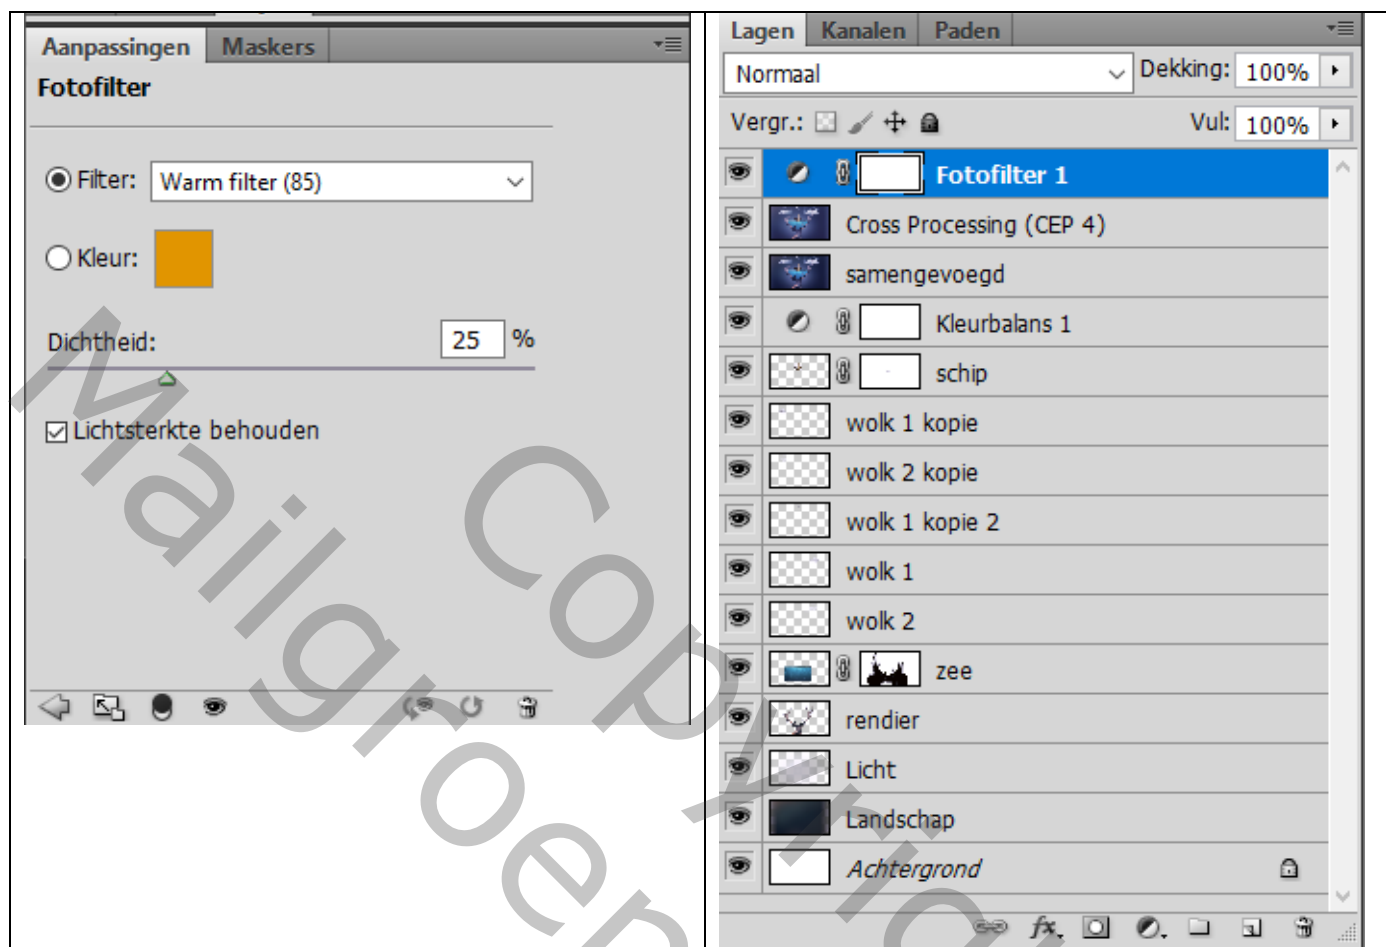 Aanpassingen Maskers
Fotofilter
Filter: Warm filter (85)
Kleur:
Dichtheid: 25 %
Lichtsterkte behouden
Lagen Kanalen Paden
Normaal Dekking: 100%
Vergr.: Vul: 100%
Fotofilter 1
Cross Processing (CEP 4)
samengevoegd
Kleurbalans 1
schip
wolk 1 kopie
wolk 2 kopie
wolk 1 kopie 2
wolk 1
wolk 2
zee
rendier
Licht
Landschap
Achtergrond
fx.